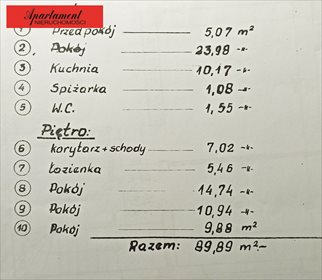 Apartament
NIERUCHOMOŚCI
1 Przedpokój 5,07 m²
2 Pokój 23,98 -"-
3 Kuchnia 10,17 -"-
4 Spiżarka 1,08 -"-
5 W.C. 1,55 -"-
Piętro:
6 korytarz + schody 7,02 -"-
7 Łazienka 5,46 -"-
8 Pokój 14,74 -"-
9 Pokój 10,94 -"-
10 Pokój 9,88 m²
Razem: 89,89 m².-